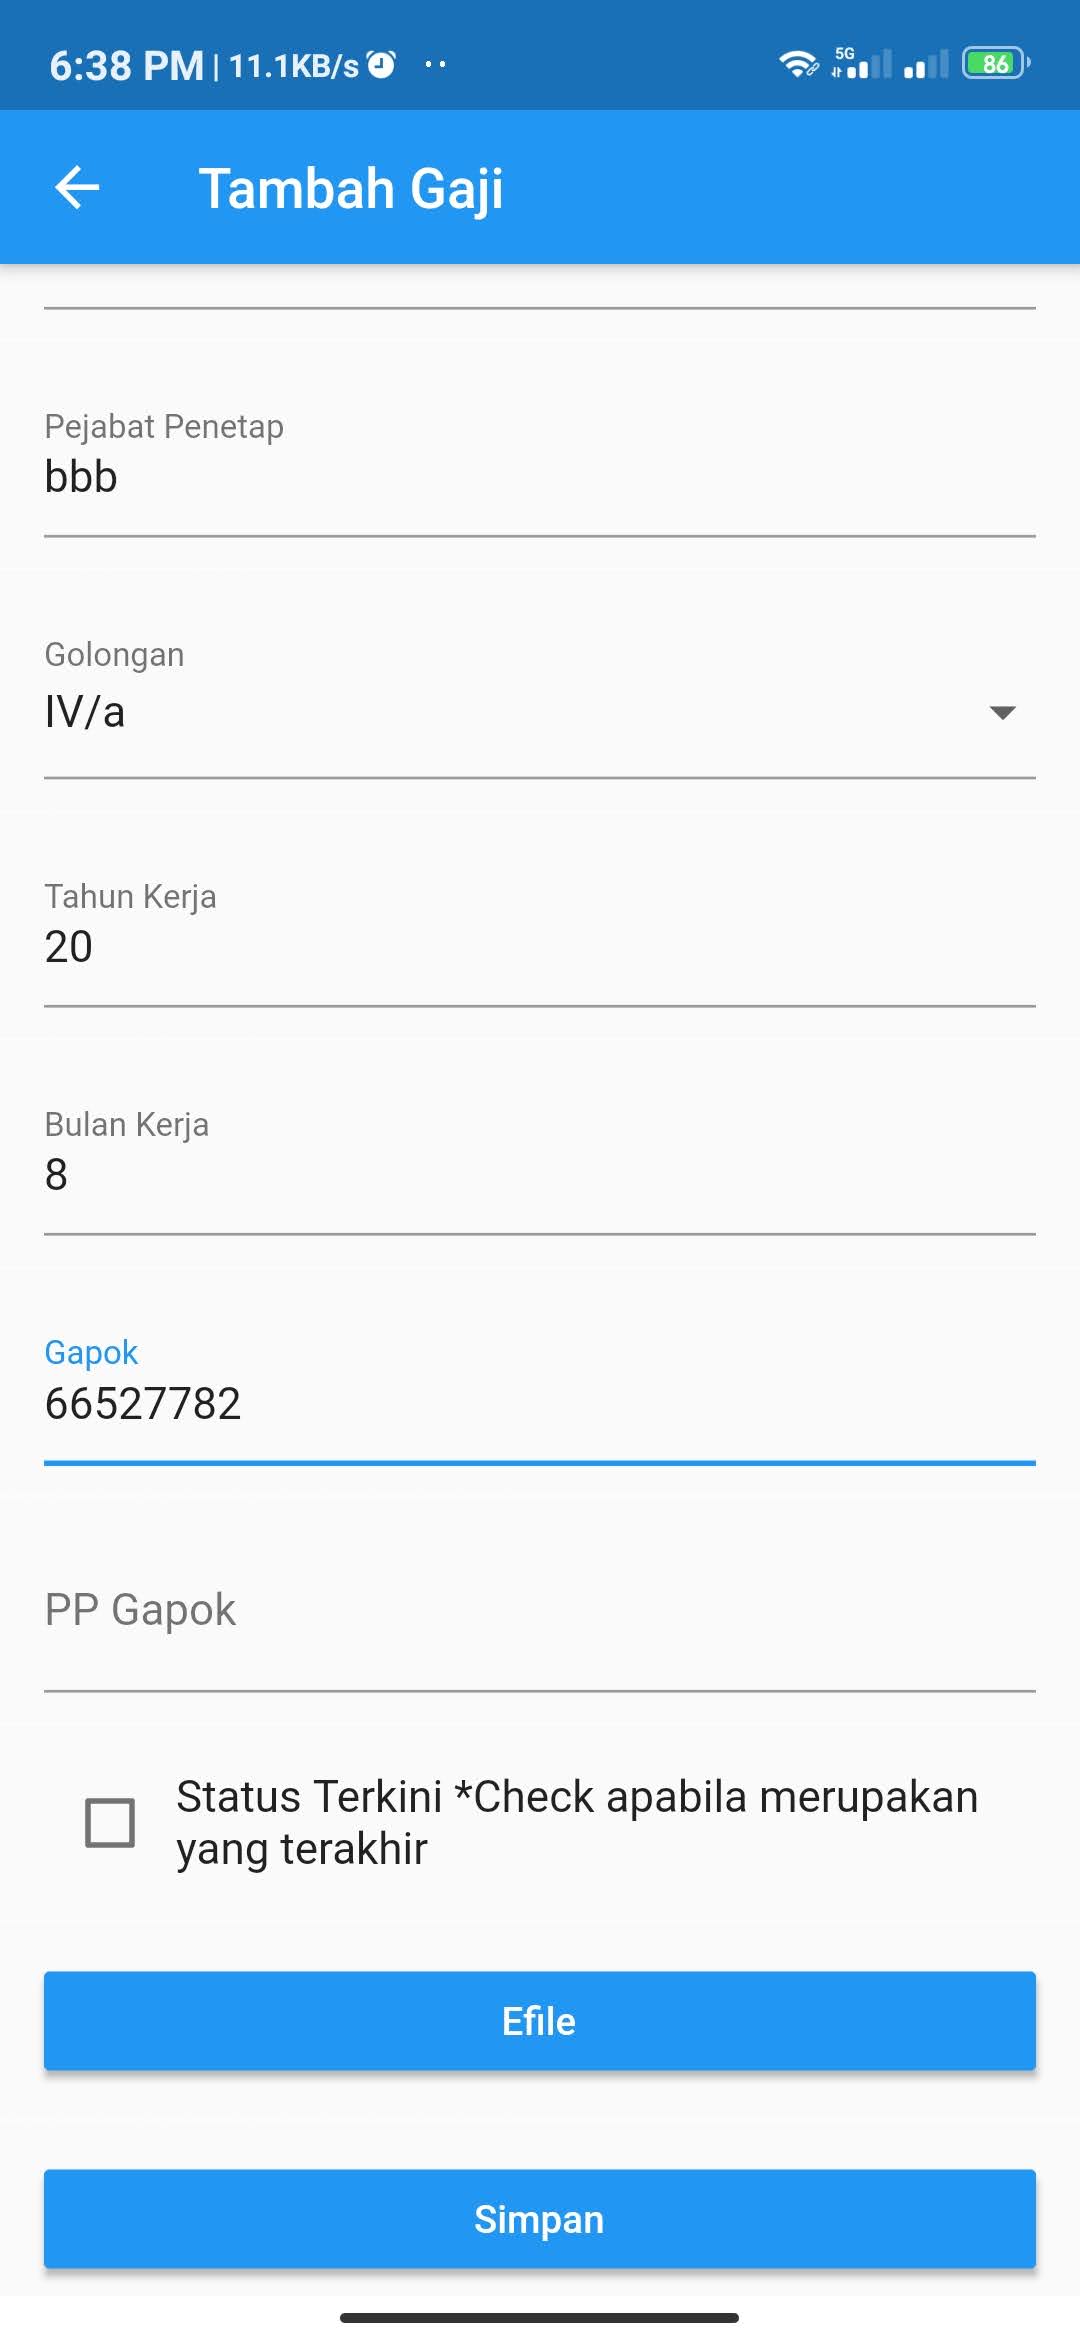 6:38 PM | 11.1KB/s
5G
86
Tambah Gaji
Pejabat Penetap
bbb
Golongan
IV/a
Tahun Kerja
20
Bulan Kerja
8
Gapok
66527782
PP Gapok
Status Terkini *Check apabila merupakan
yang terakhir
Efile
Simpan